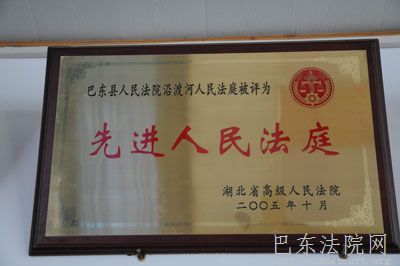 巴东县人民法院沿渡河人民法庭被评为
先进人民法庭
湖北省高级人民法院
二〇〇五年十月
巴东法院网